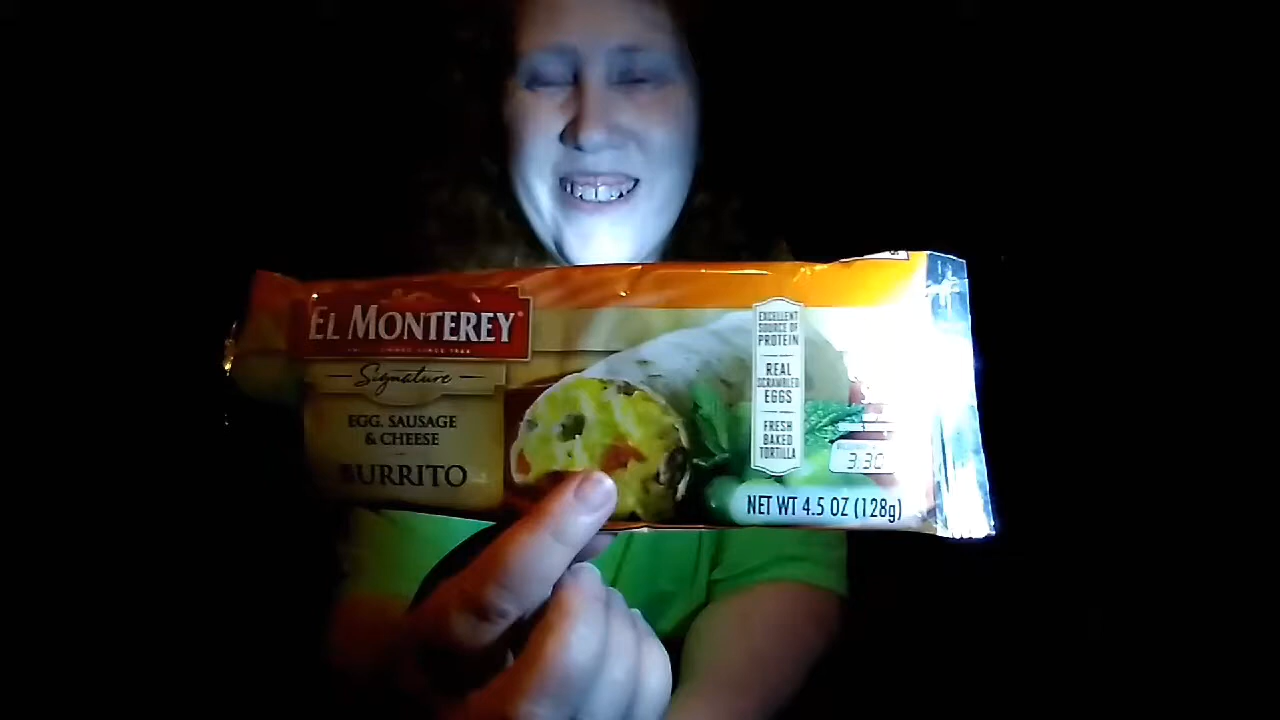 EL MONTEREY®
Signature
EGG, SAUSAGE
& CHEESE
BURRITO
EXCELLENT
SOURCE OF
PROTEIN
REAL
SCRAMBLED
EGGS
FRESH
BAKED
TORTILLA
3.30
NET WT 4.5 OZ (128g)